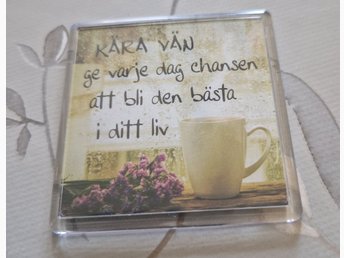 KÄRA VÄN
ge varje dag chansen
att bli den bästa
i ditt liv